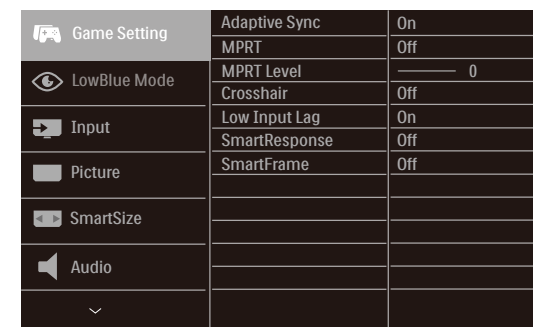 Game Setting
LowBlue Mode
Input
Picture
SmartSize
Audio
Adaptive Sync On
MPRT Off
MPRT Level 0
Crosshair Off
Low Input Lag On
SmartResponse Off
SmartFrame Off